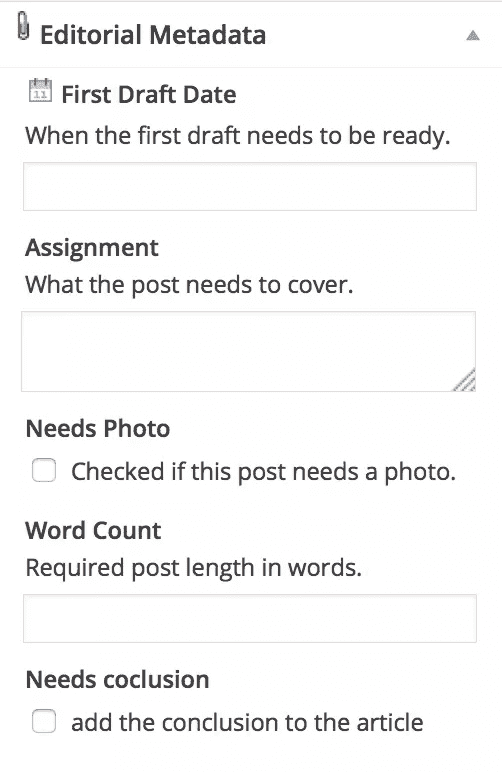 Editorial Metadata
11
First Draft Date
When the first draft needs to be ready.
Assignment
What the post needs to cover.
Needs Photo
Checked if this post needs a photo.
Word Count
Required post length in words.
Needs coclusion
add the conclusion to the article